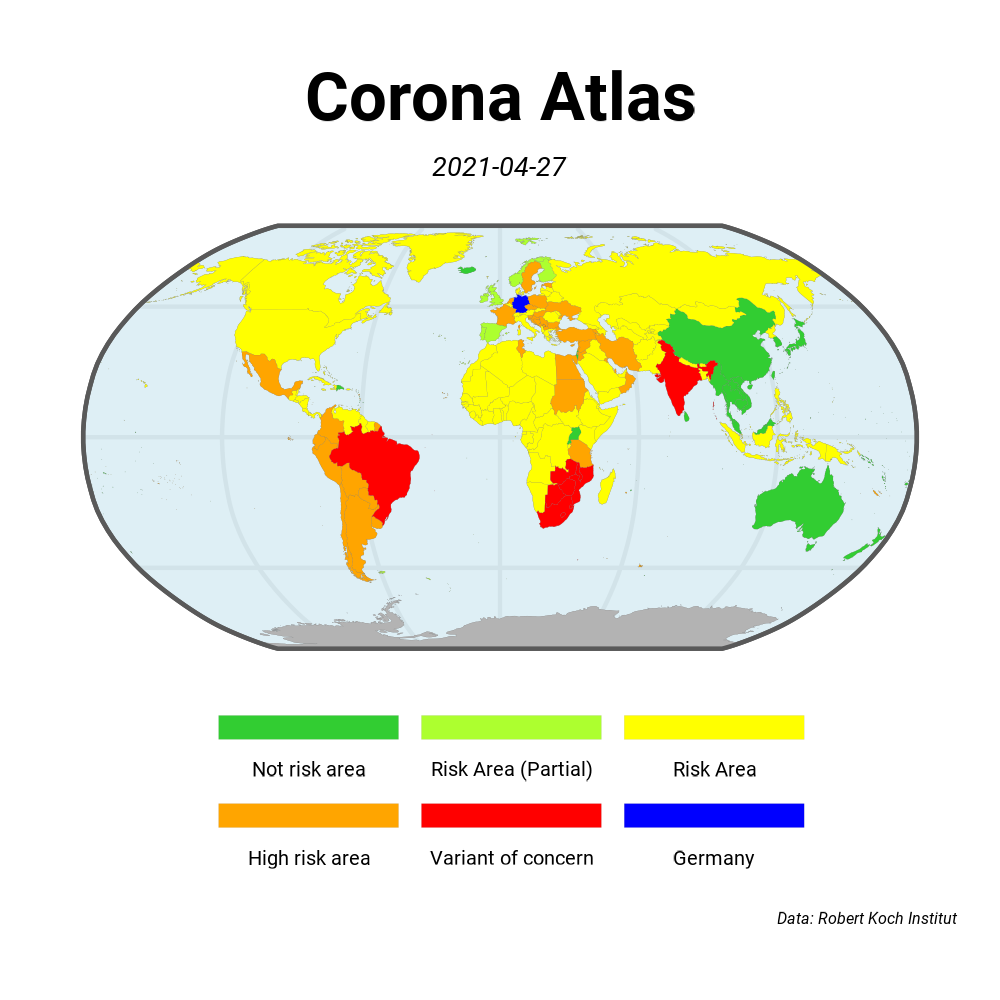 Corona Atlas
2021-04-27
Not risk area
Risk Area (Partial)
Risk Area
High risk area
Variant of concern
Germany
Data: Robert Koch Institut